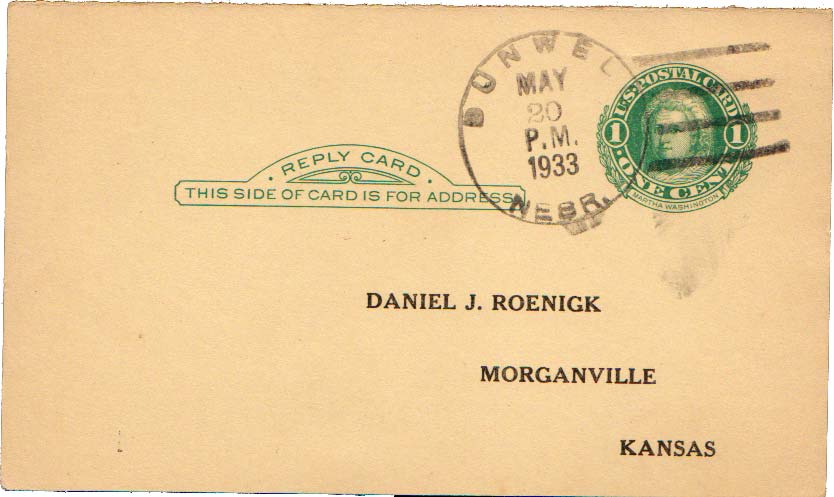 DUNWEL
MAY
20
P.M.
1933
NEBR.
U·S·POSTAL CARD
1 1
·ONE CENT·
MARTHA WASHINGTON
· REPLY CARD ·
THIS SIDE OF CARD IS FOR ADDRESS
DANIEL J. ROENIGK
MORGANVILLE
KANSAS